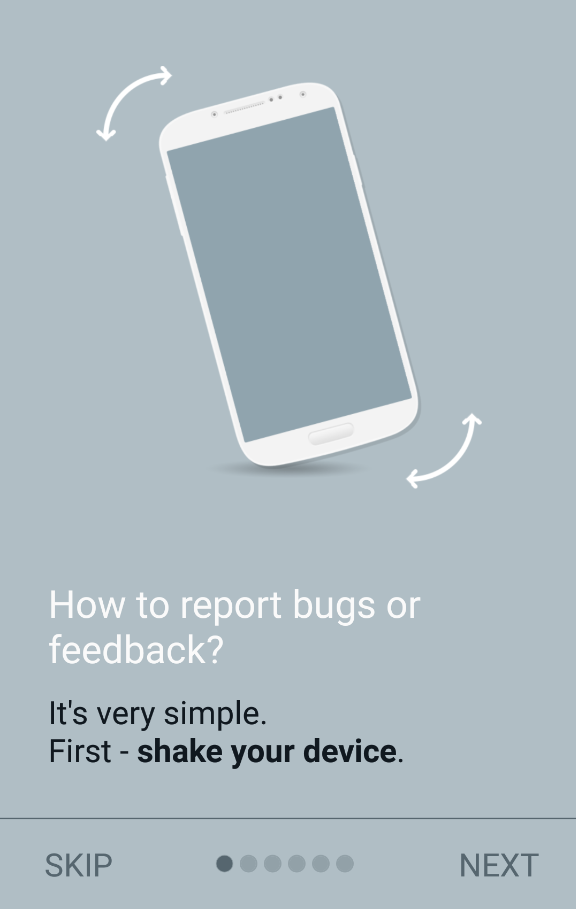 How to report bugs or
feedback?
It's very simple.
First - shake your device.
SKIP
NEXT